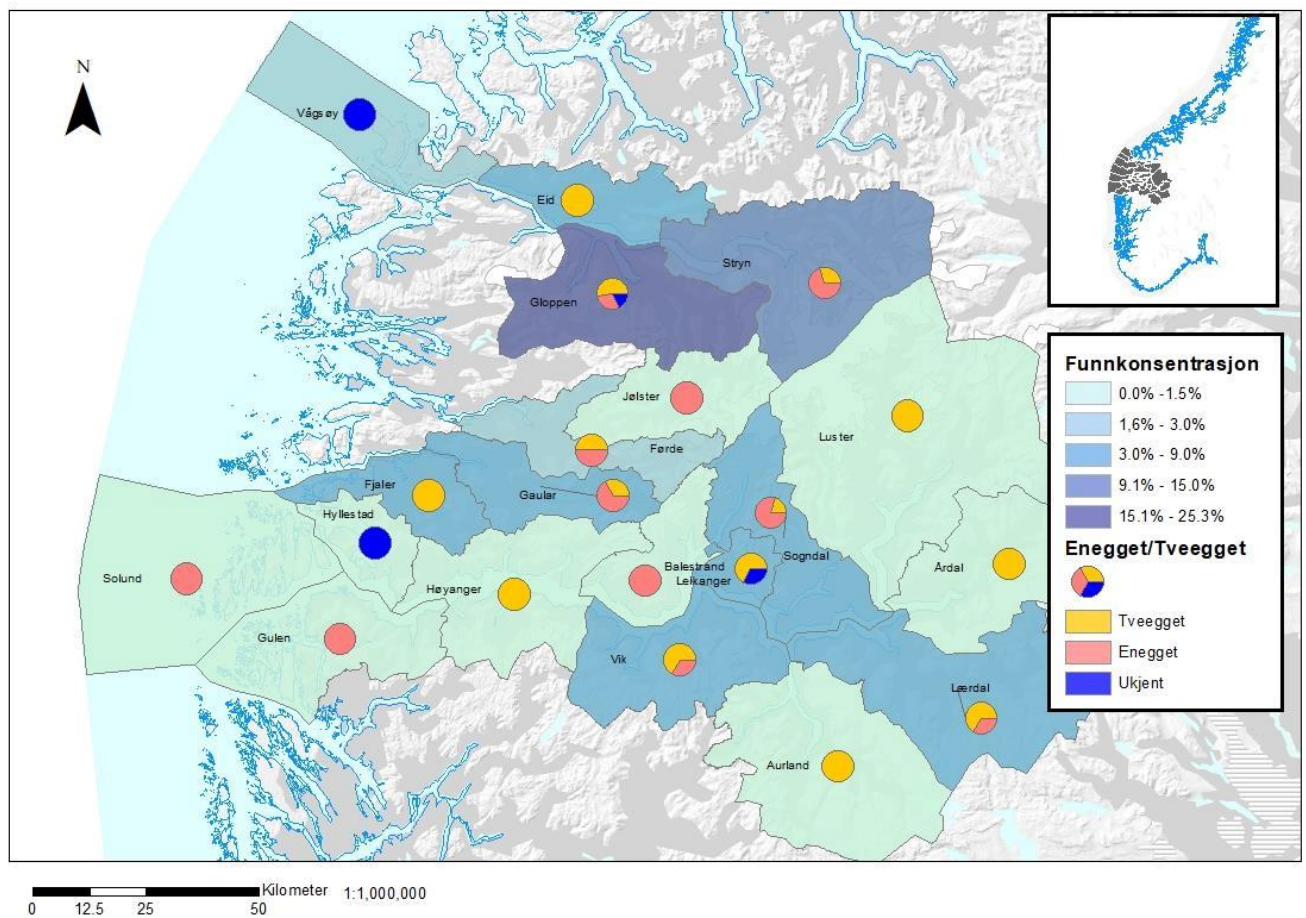 N
Vågsøy
Eid
Stryn
Gloppen
Jølster
Luster
Førde
Fjaler
Gaular
Hyllestad
Solund
Høyanger
Balestrand
Leikanger
Sogndal
Årdal
Gulen
Vik
Lærdal
Aurland
Funnkonsentrasjon
0.0% -1.5%
1,6% - 3.0%
3.0% - 9.0%
9.1% - 15.0%
15.1% - 25.3%
Enegget/Tveegget
Tveegget
Enegget
Ukjent
Kilometer 1:1,000,000
0 12.5 25 50